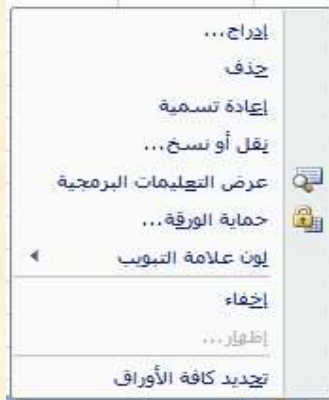 إدراج...
حذف
إعادة تسمية
نقل أو نسخ...
عرض التعليمات البرمجية
حماية الورقة...
لون علامة التبويب
إخفاء
إظهار...
تحديد كافة الأوراق